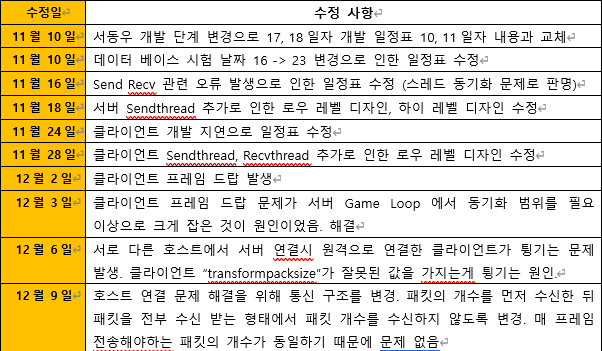 수정일 수정 사항
11 월 10 일 서동우 개발 단계 변경으로 17, 18 일자 개발 일정표 10, 11 일자 내용과 교체
11 월 10 일 데이터 베이스 시험 날짜 16 -> 23 변경으로 인한 일정표 수정
11 월 16 일 Send Recv 관련 오류 발생으로 인한 일정표 수정 (스레드 동기화 문제로 판명)
11 월 18 일 서버 Sendthread 추가로 인한 로우 레벨 디자인, 하이 레벨 디자인 수정
11 월 24 일 클라이언트 개발 지연으로 일정표 수정
11 월 28 일 클라이언트 Sendthread, Recvthread 추가로 인한 로우 레벨 디자인 수정
12 월 2 일 클라이언트 프레임 드랍 발생
12 월 3 일 클라이언트 프레임 드랍 문제가 서버 Game Loop 에서 동기화 범위를 필요
이상으로 크게 잡은 것이 원인이었음. 해결
12 월 6 일 서로 다른 호스트에서 서버 연결시 원격으로 연결한 클라이언트가 튕기는 문제
발생. 클라이언트 “transformpacksize”가 잘못된 값을 가지는게 튕기는 원인.
12 월 9 일 호스트 연결 문제 해결을 위해 통신 구조를 변경. 패킷의 개수를 먼저 수신한 뒤
패킷을 전부 수신 받는 형태에서 패킷 개수를 수신하지 않도록 변경. 매 프레임
전송해야하는 패킷의 개수가 동일하기 때문에 문제 없음